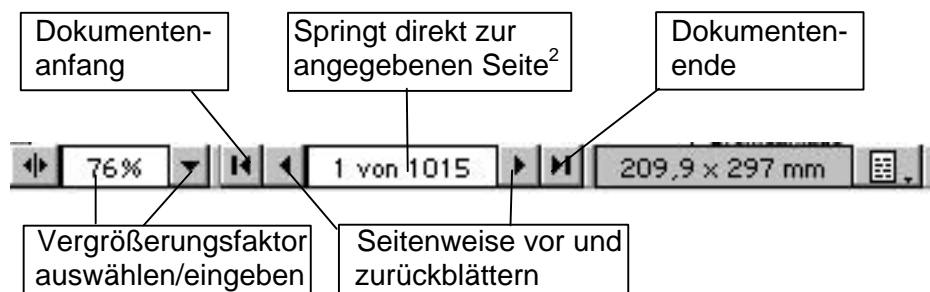 Dokumenten-
anfang
Springt direkt zur
angegebenen Seite²
Dokumenten-
ende
76% 1 von 1015 209,9 x 297 mm
Vergrößerungsfaktor
auswählen/eingeben
Seitenweise vor und
zurückblättern